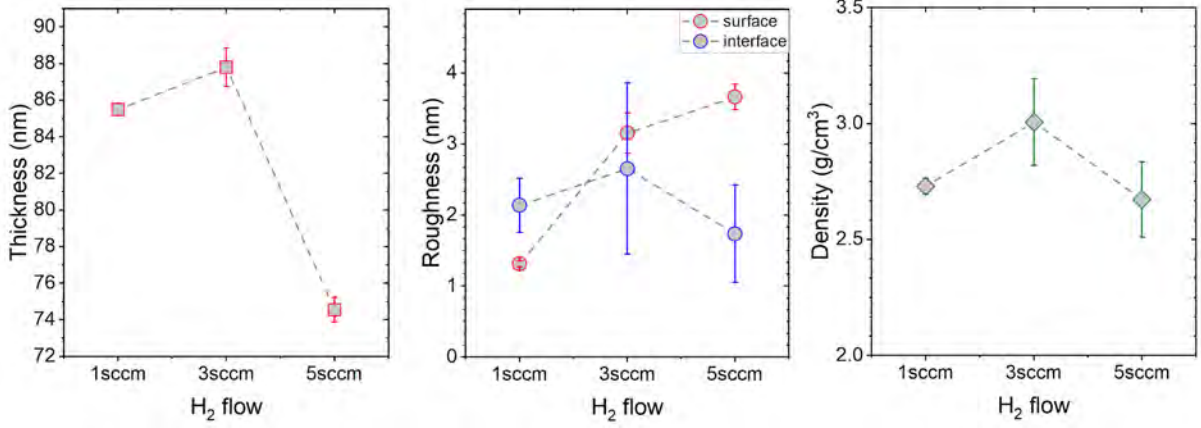 Thickness (nm)
90
88
86
84
82
80
78
76
74
72
1sccm
3sccm
5sccm
H₂ flow
Roughness (nm)
surface
interface
4
3
2
1
0
1sccm
3sccm
5sccm
H₂ flow
Density (g/cm³)
3.5
3.0
2.5
2.0
1sccm
3sccm
5sccm
H₂ flow